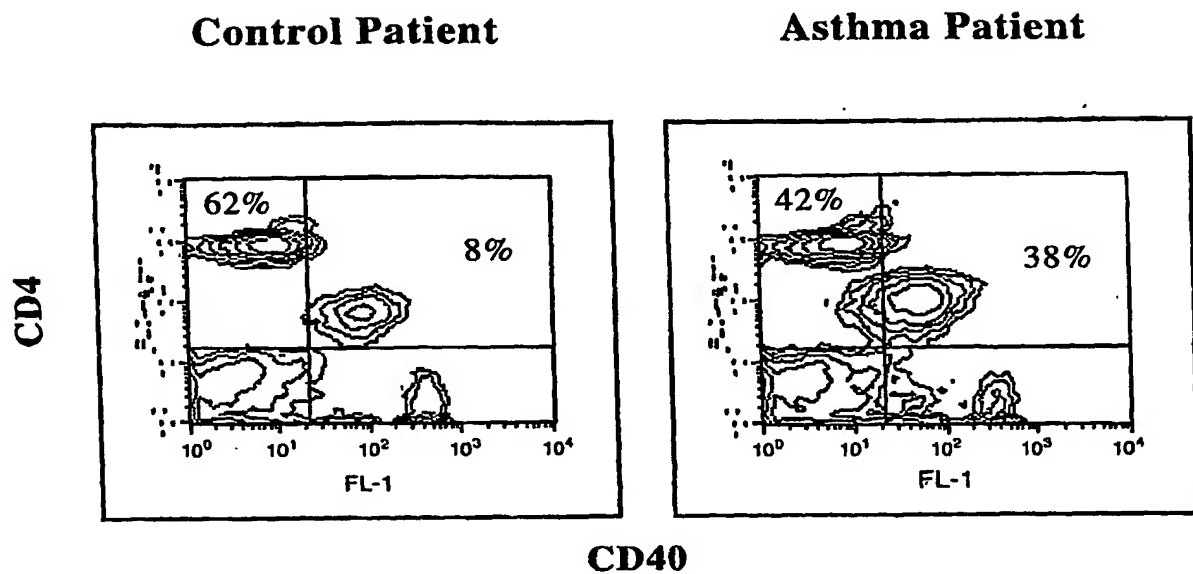 Control Patient
Asthma Patient
62%
8%
42%
38%
CD4
10⁰ 10¹ 10² 10³ 10⁴
10⁰ 10¹ 10² 10³ 10⁴
FL-1
FL-1
CD40